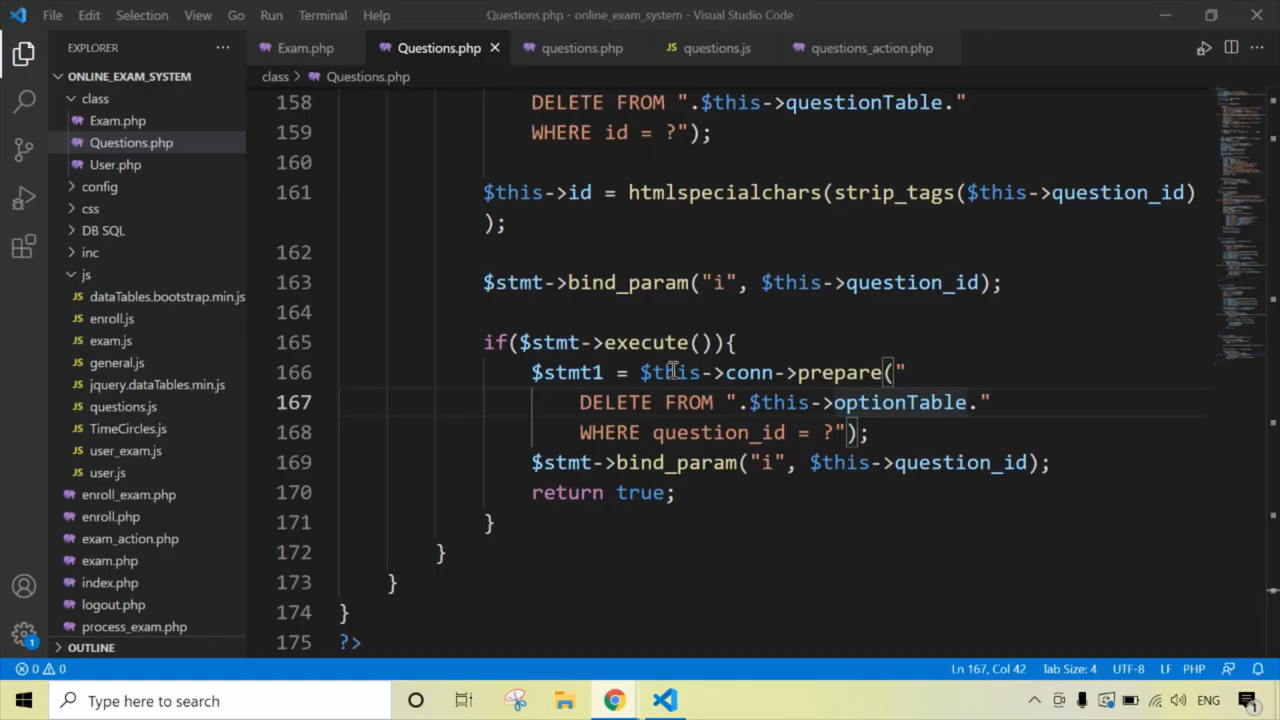 File Edit Selection View Go Run Terminal Help Questions.php - online_exam_system - Visual Studio Code
EXPLORER
ONLINE_EXAM_SYSTEM
class
Exam.php
Questions.php
User.php
config
css
DB SQL
inc
js
dataTables.bootstrap.min.js
enroll.js
exam.js
general.js
jquery.dataTables.min.js
questions.js
TimeCircles.js
user_exam.js
user.js
enroll_exam.php
enroll.php
exam_action.php
exam.php
index.php
logout.php
process_exam.php
OUTLINE
Exam.php Questions.php questions.php questions.js questions_action.php
class > Questions.php
158 DELETE FROM ".$this->questionTable."
159 WHERE id = ?");
160
161 $this->id = htmlspecialchars(strip_tags($this->question_id)
);
162
163 $stmt->bind_param("i", $this->question_id);
164
165 if($stmt->execute()){
166 $stmt1 = $this->conn->prepare("
167 DELETE FROM ".$this->optionTable."
168 WHERE question_id = ?");
169 $stmt->bind_param("i", $this->question_id);
170 return true;
171 }
172 }
173 }
174 }
175 ?>
1
0 0 Ln 167, Col 42 Tab Size: 4 UTF-8 LF PHP
Type here to search ENG 1